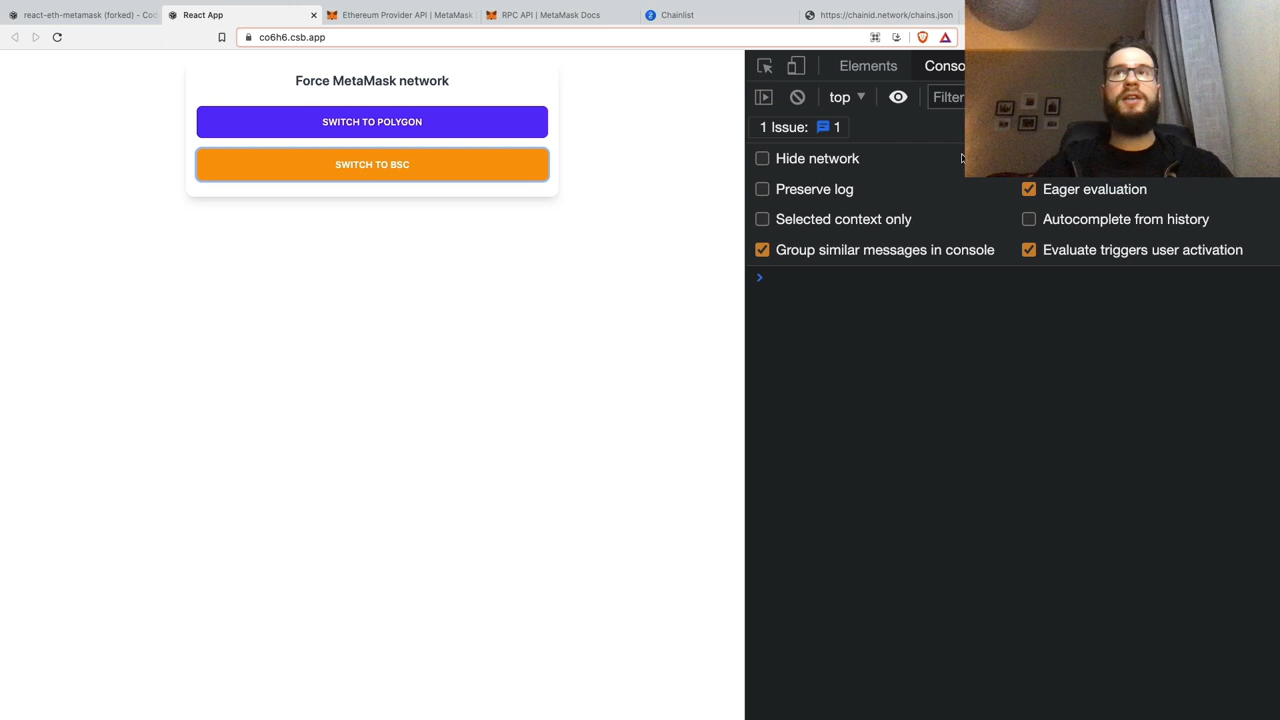 react-eth-metamask (forked) - Co
React App
Ethereum Provider API | MetaMask
RPC API | MetaMask Docs
Chainlist
https://chainid.network/chains.json
co6h6.csb.app
Force MetaMask network
SWITCH TO POLYGON
SWITCH TO BSC
Elements
Conso
top
Filter
1 Issue:
1
Hide network
Preserve log
Eager evaluation
Selected context only
Autocomplete from history
Group similar messages in console
Evaluate triggers user activation